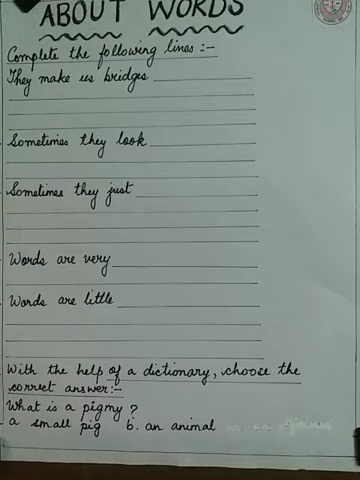 ABOUT WORDS
Complete the following lines :-
They make us bridges
Sometimes they look
Sometimes they just
Words are very
Words are little
With the help of a dictionary, choose the
correct answer:-
What is a pigmy?
a small pig b. an animal